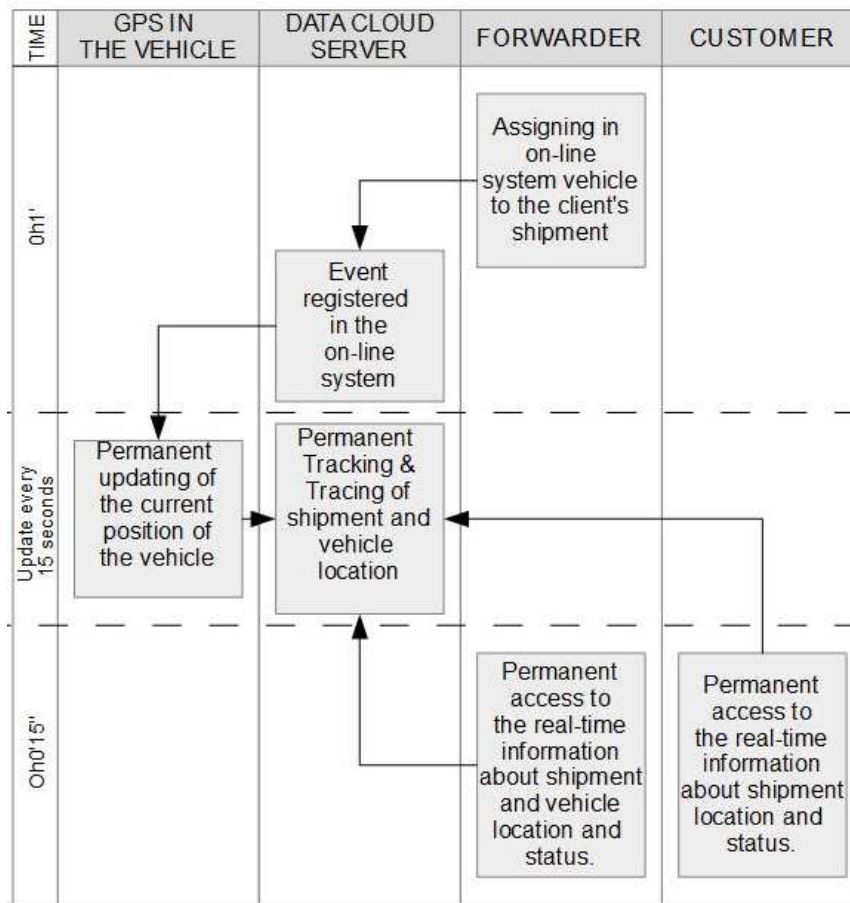 TIME
GPS IN
THE VEHICLE
DATA CLOUD
SERVER
FORWARDER
CUSTOMER
0h1'
Assigning in
on-line
system vehicle
to the client's
shipment
Event
registered
in the
on-line
system
Update every
15 seconds
Permanent
updating of
the current
position of
the vehicle
Permanent
Tracking &
Tracing of
shipment and
vehicle
location
Oh0'15"
Permanent
access to
the real-time
information
about shipment
and vehicle
location and
status.
Permanent
access to
the real-time
information
about shipment
location and
status.